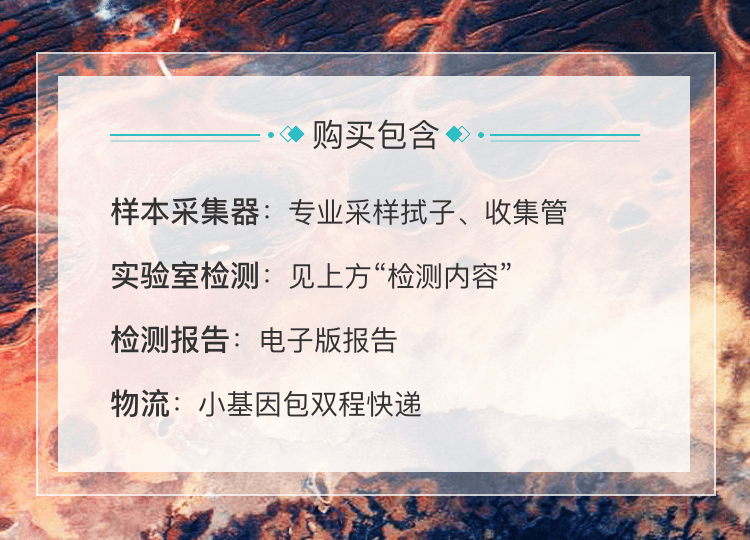 购买包含
样本采集器：专业采样拭子、收集管
实验室检测：见上方“检测内容”
检测报告：电子版报告
物流：小基因包双程快递